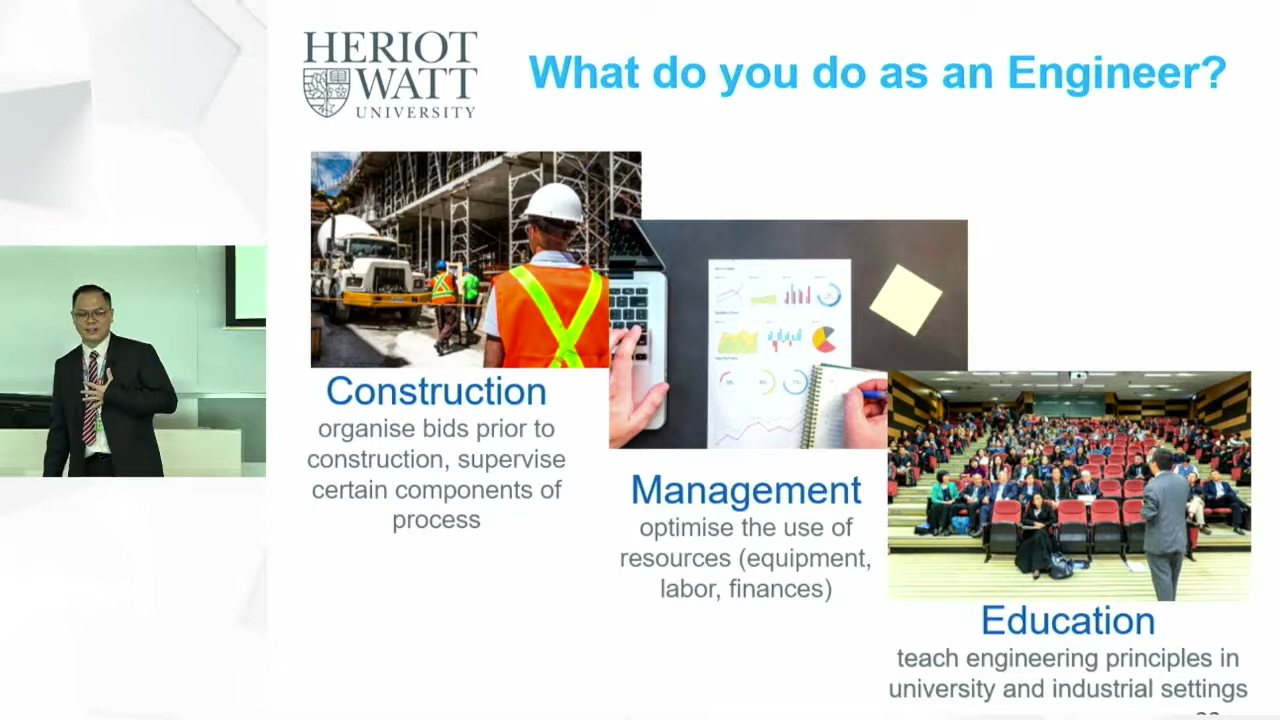 HERIOT
WATT
UNIVERSITY
What do you do as an Engineer?
Construction
organise bids prior to
construction, supervise
certain components of
process
Management
optimise the use of
resources (equipment,
labor, finances)
Education
teach engineering principles in
university and industrial settings